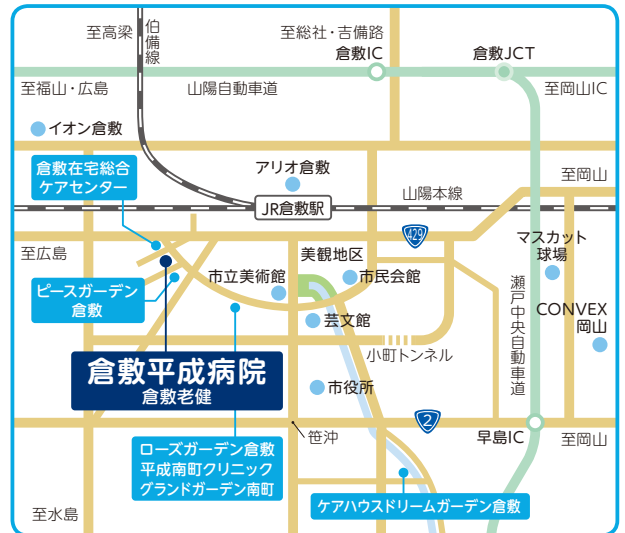 至高梁
伯備線
至総社・吉備路
倉敷IC
倉敷JCT
至福山・広島
山陽自動車道
至岡山IC
イオン倉敷
倉敷在宅総合
ケアセンター
アリオ倉敷
至岡山
山陽本線
JR倉敷駅
429
至広島
美観地区
マスカット
球場
市立美術館
市民会館
ピースガーデン
倉敷
瀬戸中央自動車道
CONVEX
岡山
芸文館
小町トンネル
倉敷平成病院
倉敷老健
市役所
2
笹沖
早島IC
至岡山
ローズガーデン倉敷
平成南町クリニック
グランドガーデン南町
ケアハウスドリームガーデン倉敷
至水島